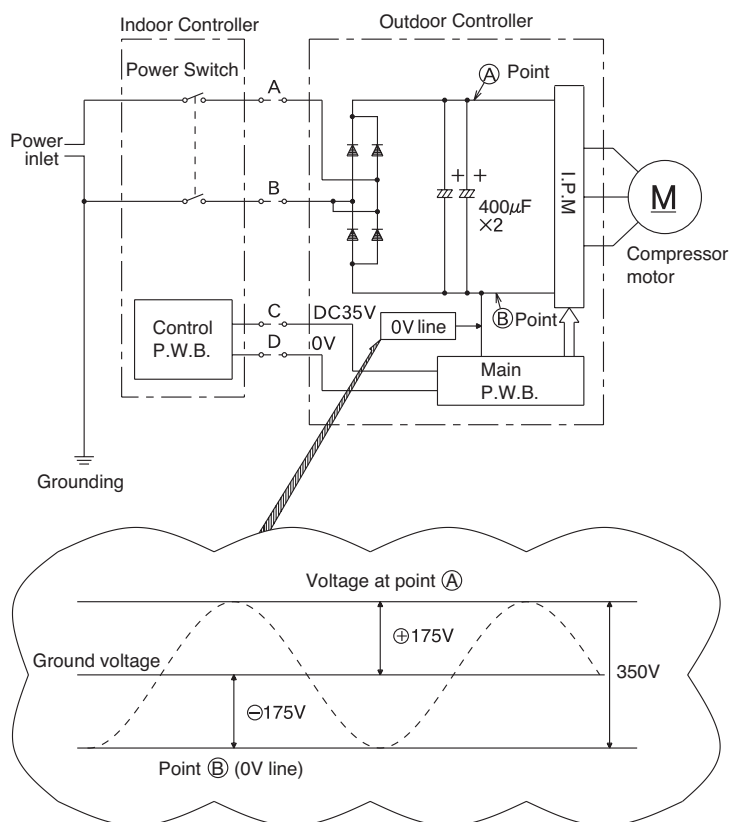 Indoor Controller
Outdoor Controller
Power Switch
A
Ⓐ Point
Power
inlet
B
+ +
400μF
×2
I.P.M
M
Compressor
motor
C
DC35V
Ⓑ Point
Control
P.W.B.
0V line
D
0V
Main
P.W.B.
Grounding
Voltage at point Ⓐ
⊕175V
Ground voltage
350V
⊖175V
Point Ⓑ (0V line)